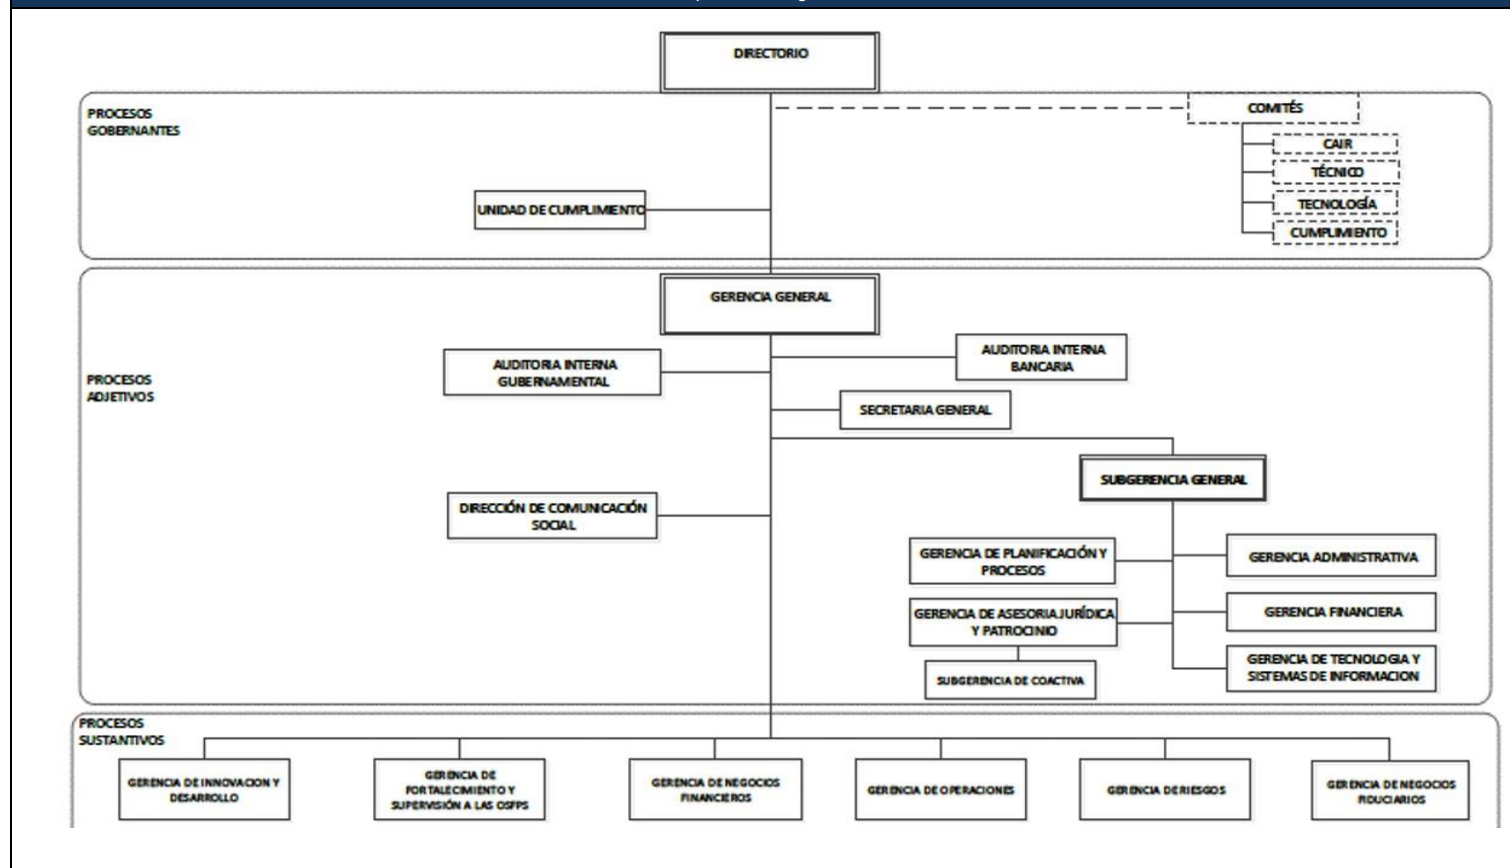 DIRECTORIO
PROCESOS
GOBERNANTES
COMITÉS
CAIR
TÉCNICO
TECNOLOGÍA
CUMPLIMIENTO
UNIDAD DE CUMPLIMIENTO
GERENCIA GENERAL
PROCESOS
ADJETIVOS
AUDITORIA INTERNA
GUBERNAMENTAL
AUDITORIA INTERNA
BANCARIA
SECRETARIA GENERAL
SUBGERENCIA GENERAL
DIRECCIÓN DE COMUNICACIÓN
SOCIAL
GERENCIA DE PLANIFICACIÓN Y
PROCESOS
GERENCIA ADMINISTRATIVA
GERENCIA DE ASESORIA JURÍDICA
Y PATROCINIO
GERENCIA FINANCIERA
SUBGERENCIA DE COACTIVA
GERENCIA DE TECNOLOGIA Y
SISTEMAS DE INFORMACION
PROCESOS
SUSTANTIVOS
GERENCIA DE INNOVACION Y
DESARROLLO
GERENCIA DE
FORTALECIMIENTO Y
SUPERVISIÓN A LAS OSFPS
GERENCIA DE NEGOCIOS
FINANCIEROS
GERENCIA DE OPERACIONES
GERENCIA DE RIESGOS
GERENCIA DE NEGOCIOS
FIDUCIARIOS